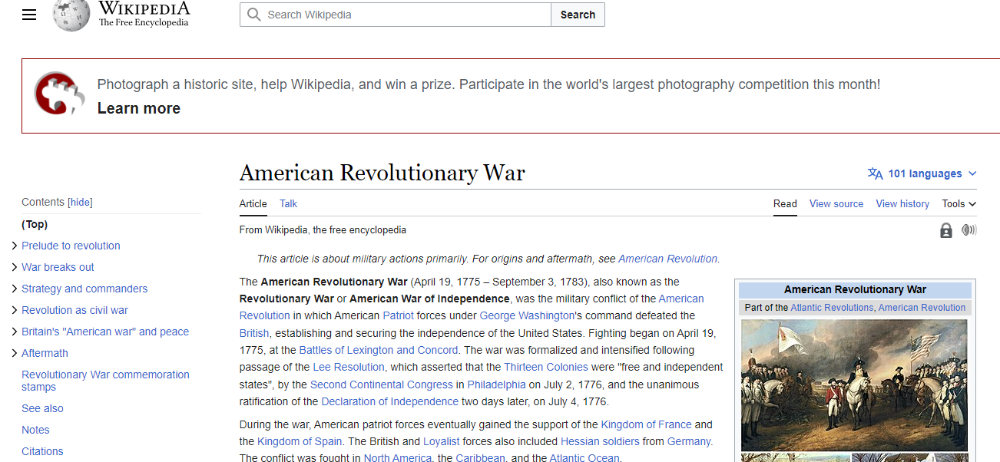 WIKIPEDIA
The Free Encyclopedia
Search Wikipedia
Search
Photograph a historic site, help Wikipedia, and win a prize. Participate in the world's largest photography competition this month!
Learn more
American Revolutionary War
101 languages
Contents [hide]
(Top)
Prelude to revolution
War breaks out
Strategy and commanders
Revolution as civil war
Britain's "American war" and peace
Aftermath
Revolutionary War commemoration
stamps
See also
Notes
Citations
Article Talk
Read View source View history Tools
From Wikipedia, the free encyclopedia
This article is about military actions primarily. For origins and aftermath, see American Revolution.
The American Revolutionary War (April 19, 1775 – September 3, 1783), also known as the
Revolutionary War or American War of Independence, was the military conflict of the American
Revolution in which American Patriot forces under George Washington's command defeated the
British, establishing and securing the independence of the United States. Fighting began on April 19,
1775, at the Battles of Lexington and Concord. The war was formalized and intensified following
passage of the Lee Resolution, which asserted that the Thirteen Colonies were "free and independent
states", by the Second Continental Congress in Philadelphia on July 2, 1776, and the unanimous
ratification of the Declaration of Independence two days later, on July 4, 1776.
During the war, American patriot forces eventually gained the support of the Kingdom of France and
the Kingdom of Spain. The British and Loyalist forces also included Hessian soldiers from Germany.
The conflict was fought in North America, the Caribbean, and the Atlantic Ocean.
American Revolutionary War
Part of the Atlantic Revolutions, American Revolution